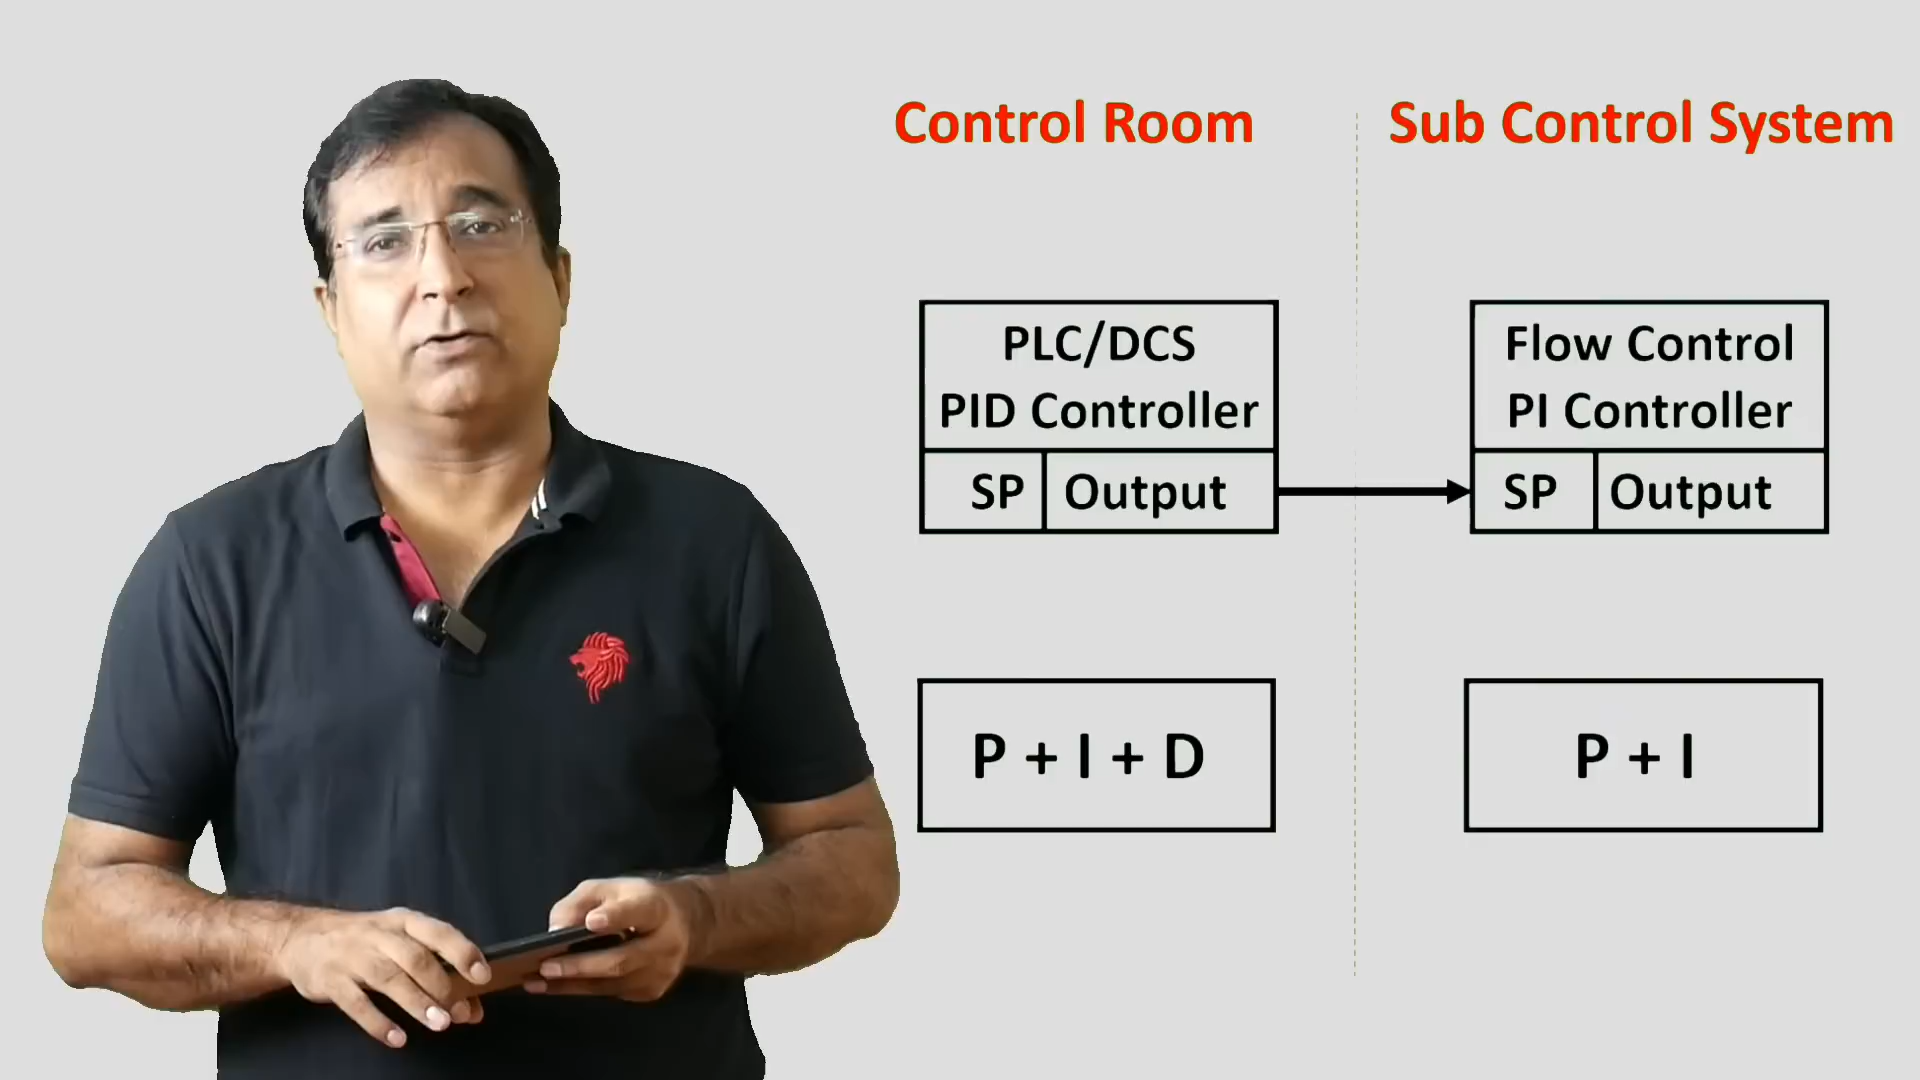 Control Room
Sub Control System
PLC/DCS
PID Controller
SP
Output
Flow Control
PI Controller
SP
Output
P + I + D
P + I